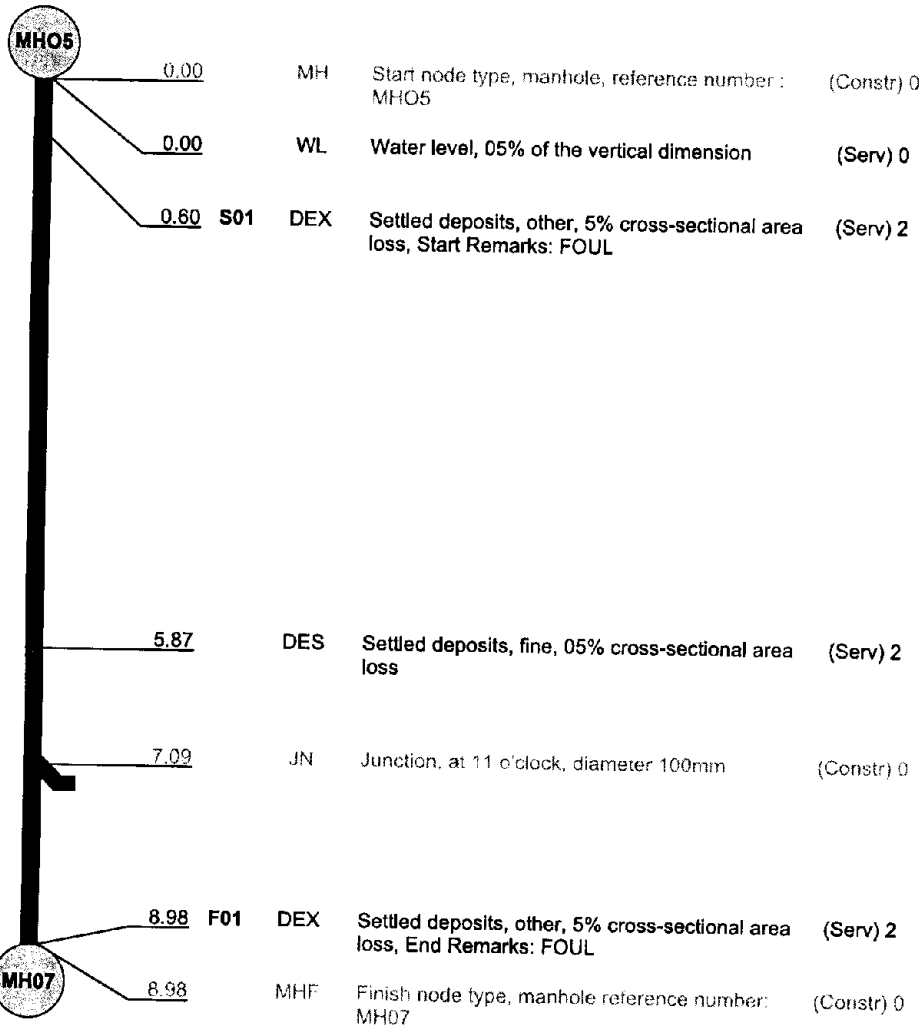 MHO5
0.00 MH Start node type, manhole, reference number : (Constr) 0
MHO5
0.00 WL Water level, 05% of the vertical dimension (Serv) 0
0.60 S01 DEX Settled deposits, other, 5% cross-sectional area (Serv) 2
loss, Start Remarks: FOUL
5.87 DES Settled deposits, fine, 05% cross-sectional area (Serv) 2
loss
7.09 JN Junction, at 11 o'clock, diameter 100mm (Constr) 0
8.98 F01 DEX Settled deposits, other, 5% cross-sectional area (Serv) 2
loss, End Remarks: FOUL
MH07
8.98 MHF Finish node type, manhole reference number: (Constr) 0
MH07